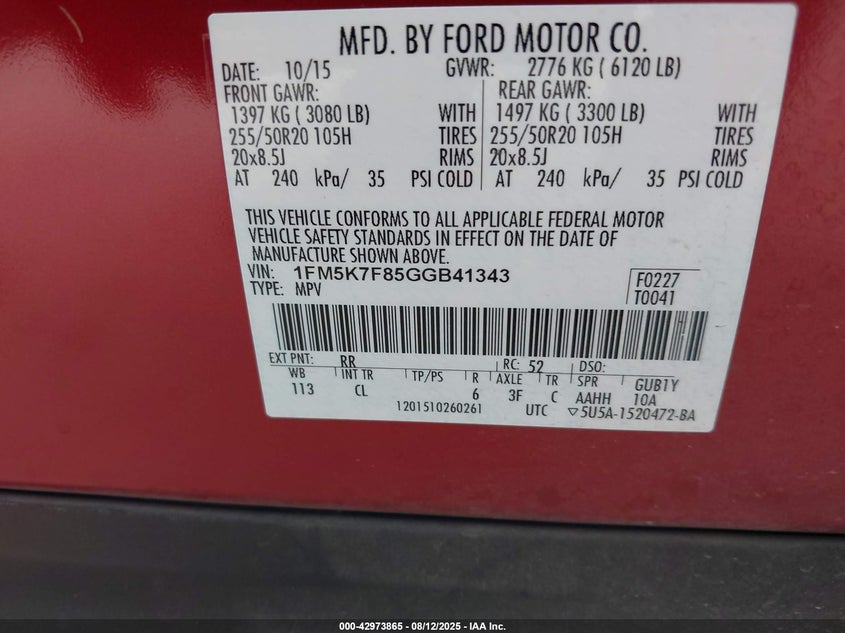 MFD. BY FORD MOTOR CO.
DATE: 10/15 GVWR: 2776 KG ( 6120 LB)
FRONT GAWR: REAR GAWR:
1397 KG ( 3080 LB) WITH 1497 KG ( 3300 LB) WITH
255/50R20 105H TIRES 255/50R20 105H TIRES
20x8.5J RIMS 20x8.5J RIMS
AT 240 kPa/ 35 PSI COLD AT 240 kPa/ 35 PSI COLD
THIS VEHICLE CONFORMS TO ALL APPLICABLE FEDERAL MOTOR
VEHICLE SAFETY STANDARDS IN EFFECT ON THE DATE OF
MANUFACTURE SHOWN ABOVE.
VIN: 1FM5K7F85GGB41343 F0227
TYPE: MPV T0041
EXT PNT: RR RC: 52 DSO:
WB INT TR TP/PS R AXLE TR SPR GUB1Y
113 CL 6 3F C AAHH 10A
1201510260261 UTC ▽5U5A-1520472-BA
000-42973865 - 08/12/2025 - IAA Inc.